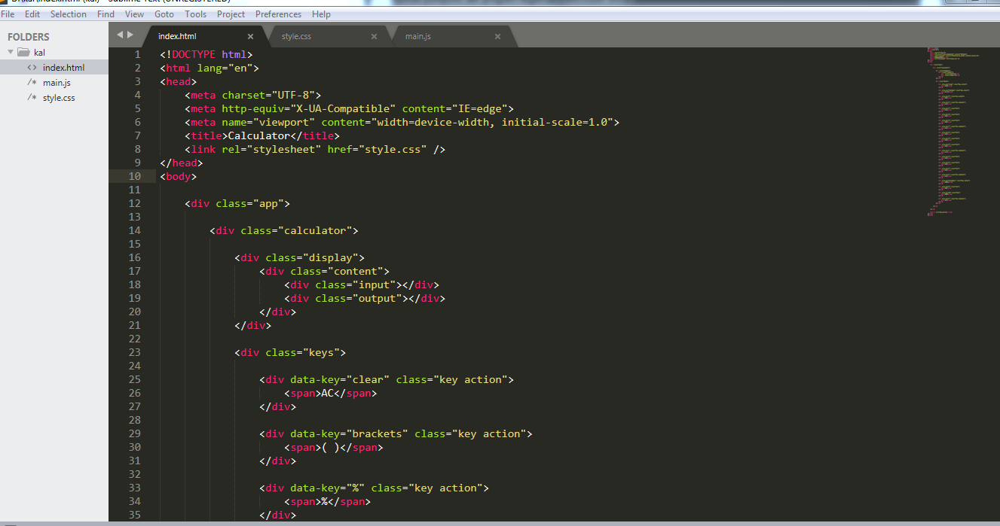 File Edit Selection Find View Goto Tools Project Preferences Help
FOLDERS
kal
<> index.html
/* main.js
/* style.css
index.html × style.css × main.js ×
1 <!DOCTYPE html>
2 <html lang="en">
3 <head>
4 <meta charset="UTF-8">
5 <meta http-equiv="X-UA-Compatible" content="IE=edge">
6 <meta name="viewport" content="width=device-width, initial-scale=1.0">
7 <title>Calculator</title>
8 <link rel="stylesheet" href="style.css" />
9 </head>
10 <body>
11
12 <div class="app">
13
14 <div class="calculator">
15
16 <div class="display">
17 <div class="content">
18 <div class="input"></div>
19 <div class="output"></div>
20 </div>
21 </div>
22
23 <div class="keys">
24
25 <div data-key="clear" class="key action">
26 <span>AC</span>
27 </div>
28
29 <div data-key="brackets" class="key action">
30 <span>( )</span>
31 </div>
32
33 <div data-key="%" class="key action">
34 <span>%</span>
35 </div>